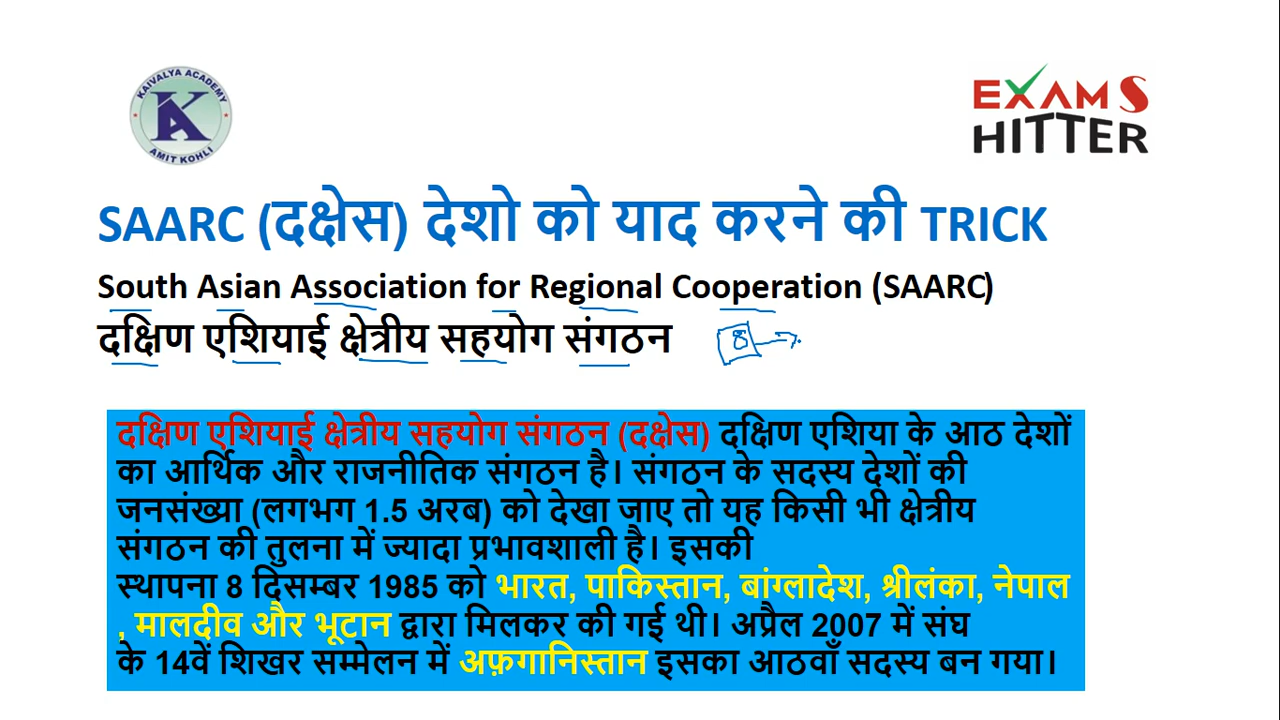 KAIVALYA ACADEMY
KA
AMIT KOHLI
EXAMS
HITTER
SAARC (दक्षेस) देशो को याद करने की TRICK
South Asian Association for Regional Cooperation (SAARC)
दक्षिण एशियाई क्षेत्रीय सहयोग संगठन 8
दक्षिण एशियाई क्षेत्रीय सहयोग संगठन (दक्षेस) दक्षिण एशिया के आठ देशों
का आर्थिक और राजनीतिक संगठन है। संगठन के सदस्य देशों की
जनसंख्या (लगभग 1.5 अरब) को देखा जाए तो यह किसी भी क्षेत्रीय
संगठन की तुलना में ज्यादा प्रभावशाली है। इसकी
स्थापना 8 दिसम्बर 1985 को भारत, पाकिस्तान, बांग्लादेश, श्रीलंका, नेपाल
, मालदीव और भूटान द्वारा मिलकर की गई थी। अप्रैल 2007 में संघ
के 14वें शिखर सम्मेलन में अफ़गानिस्तान इसका आठवाँ सदस्य बन गया।